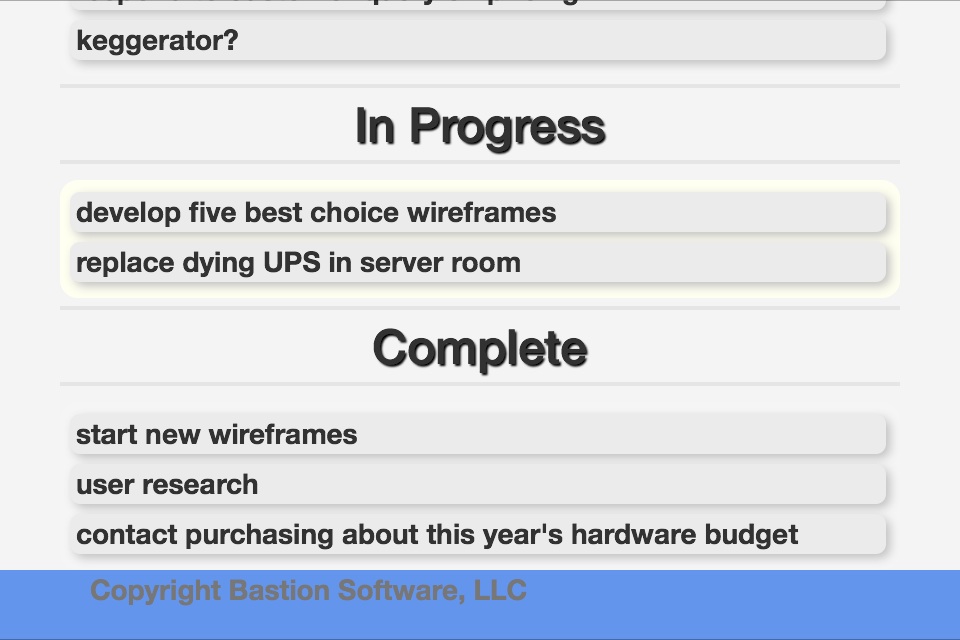 keggerator?
In Progress
develop five best choice wireframes
replace dying UPS in server room
Complete
start new wireframes
user research
contact purchasing about this year's hardware budget
Copyright Bastion Software, LLC